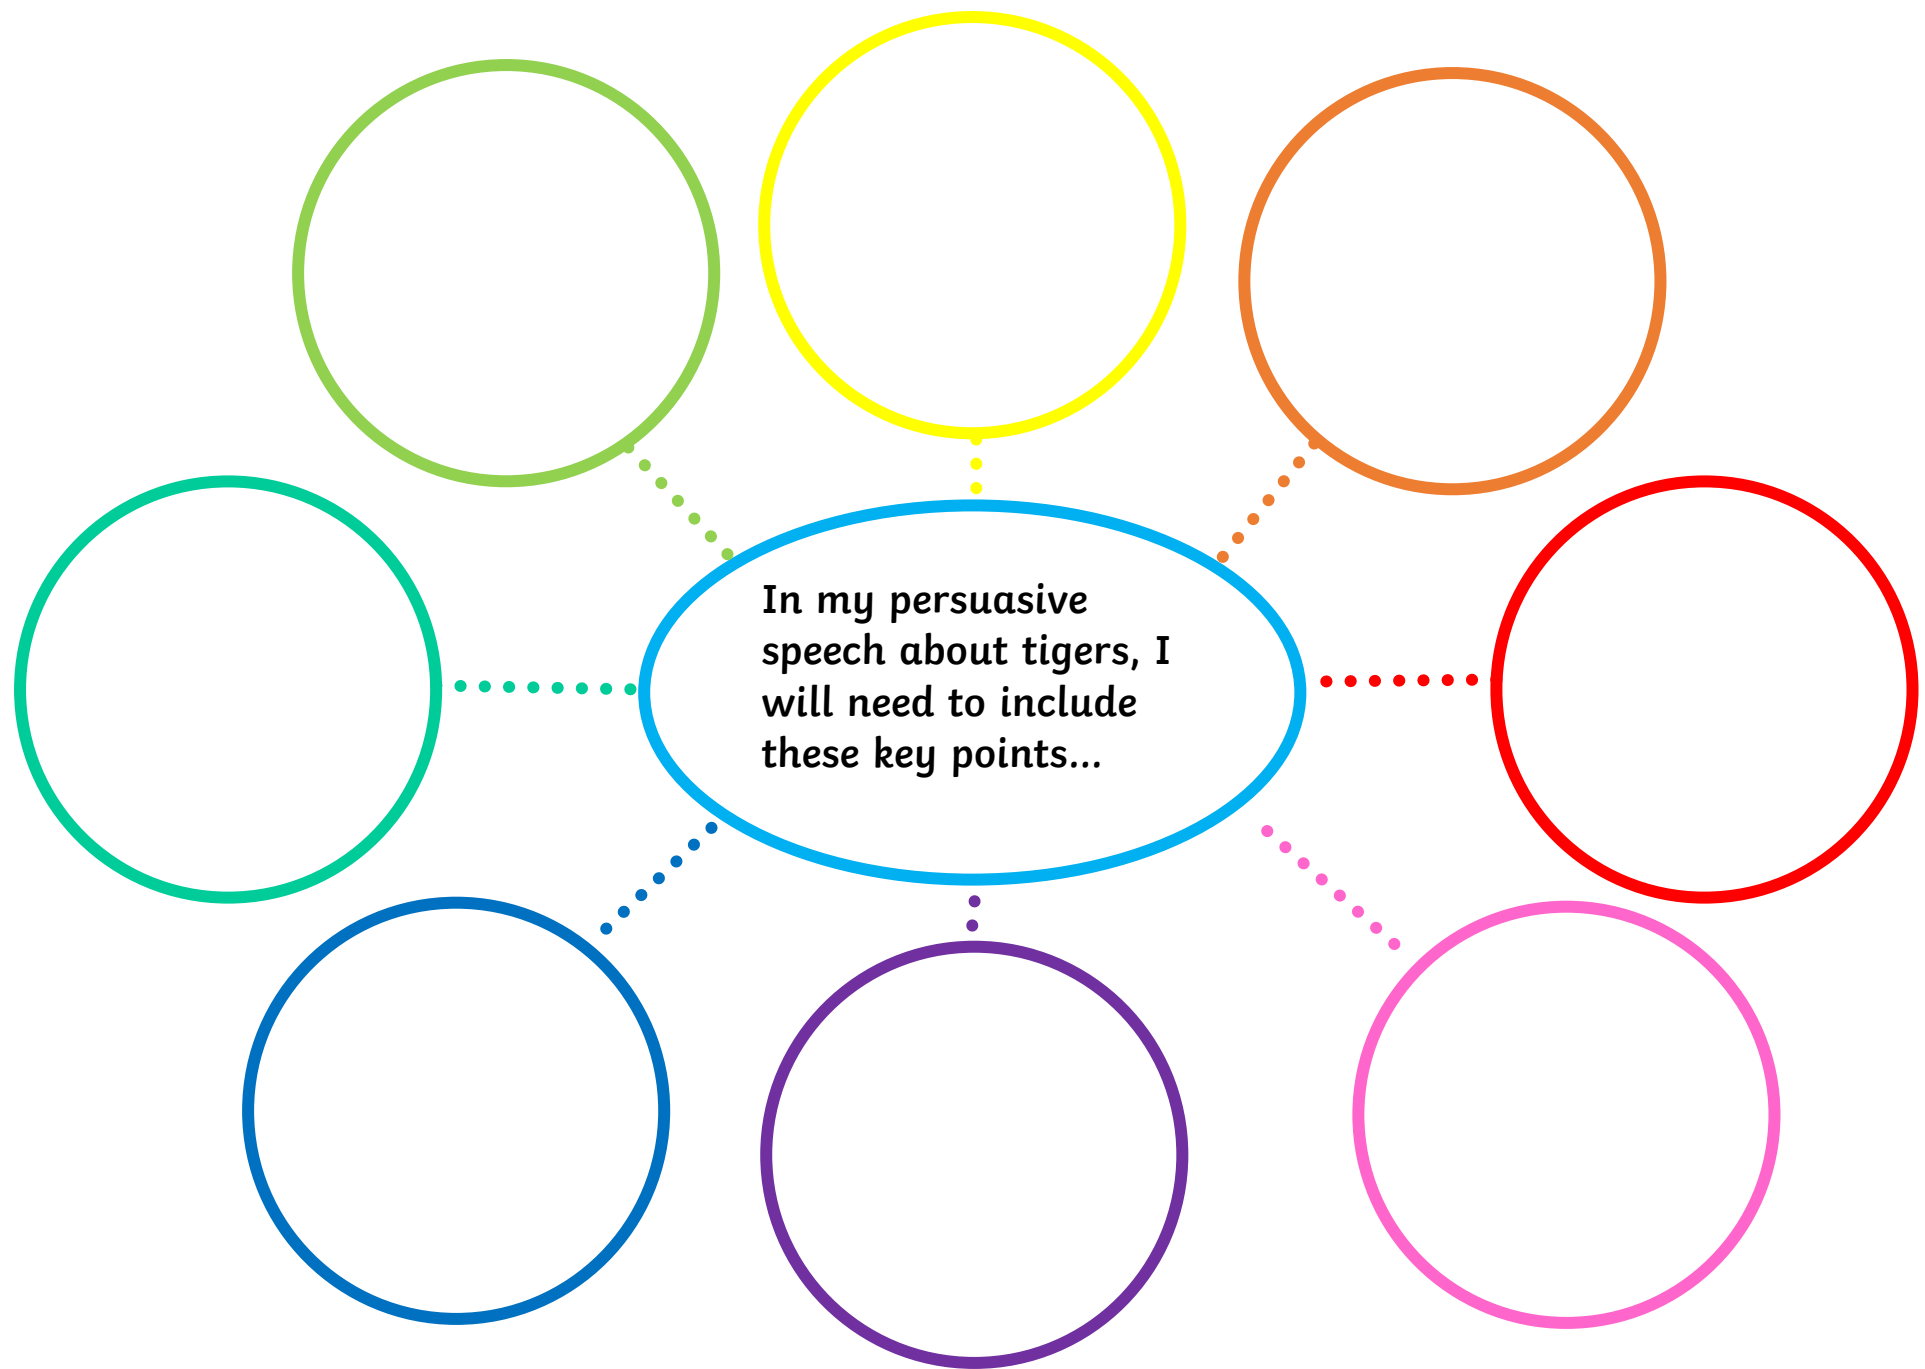 In my persuasive
speech about tigers, I
will need to include
these key points...